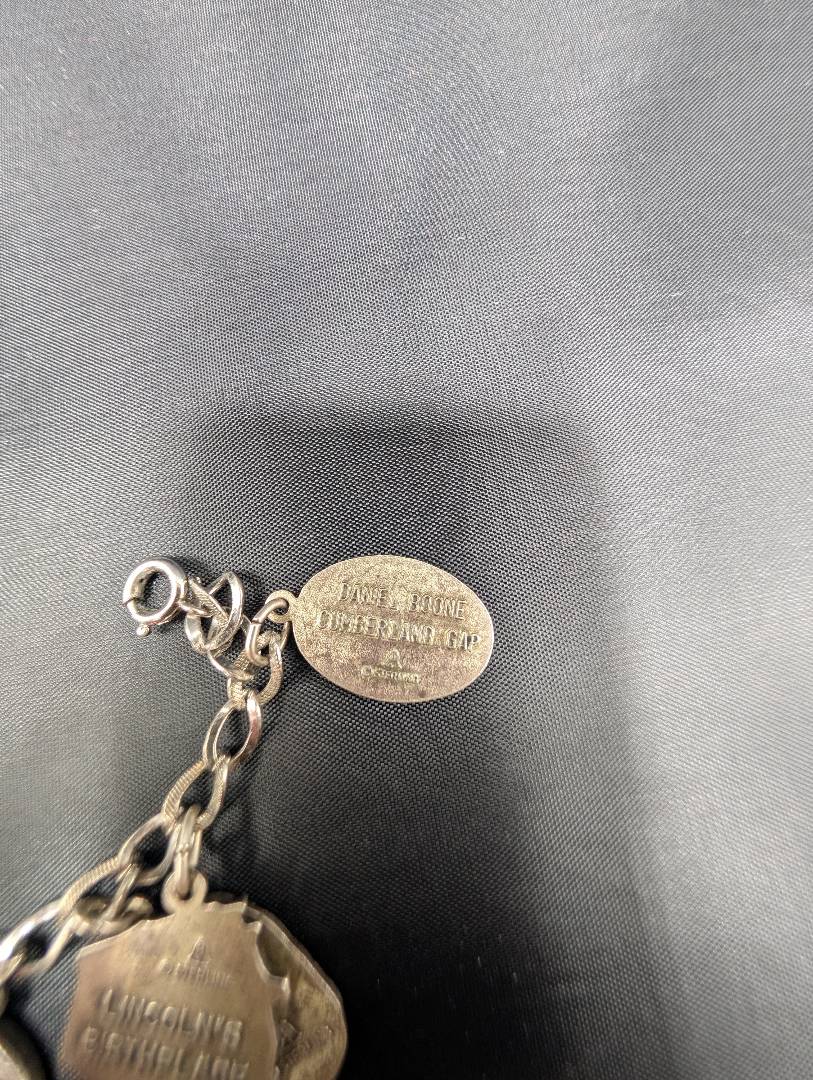 DANIEL BOONE
CUMBERLAND GAP
LINCOLN'S
BIRTHPLACE